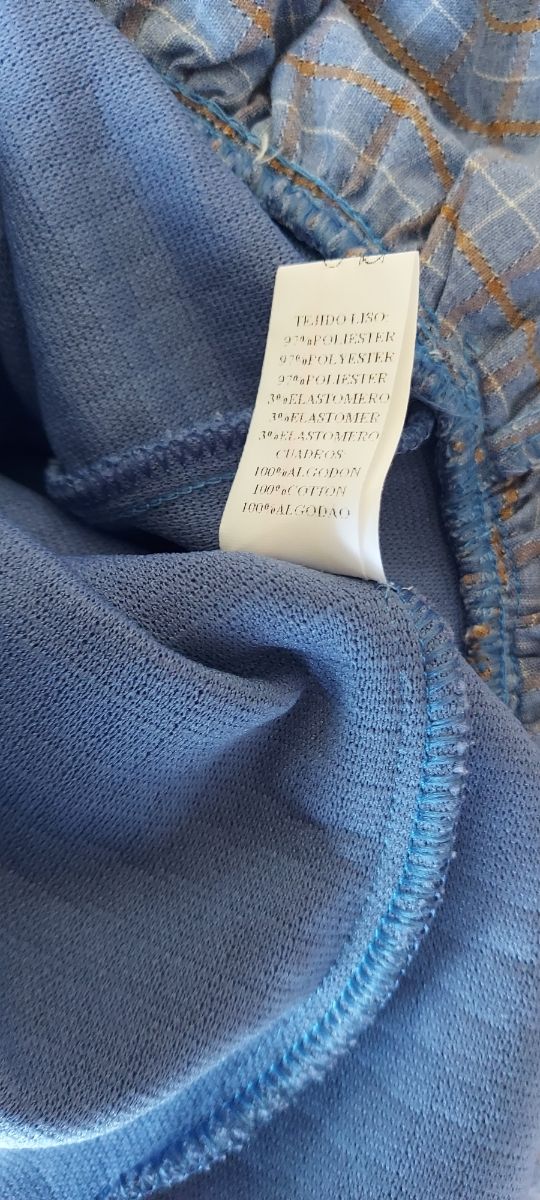 TEJIDO LISO:
97%POLIESTER
97%POLYESTER
97%POLIESTER
3%ELASTOMERO
3%ELASTOMER
3%ELASTOMERO
CUADROS:
100%ALGODON
100%COTTON
100%ALGODAO